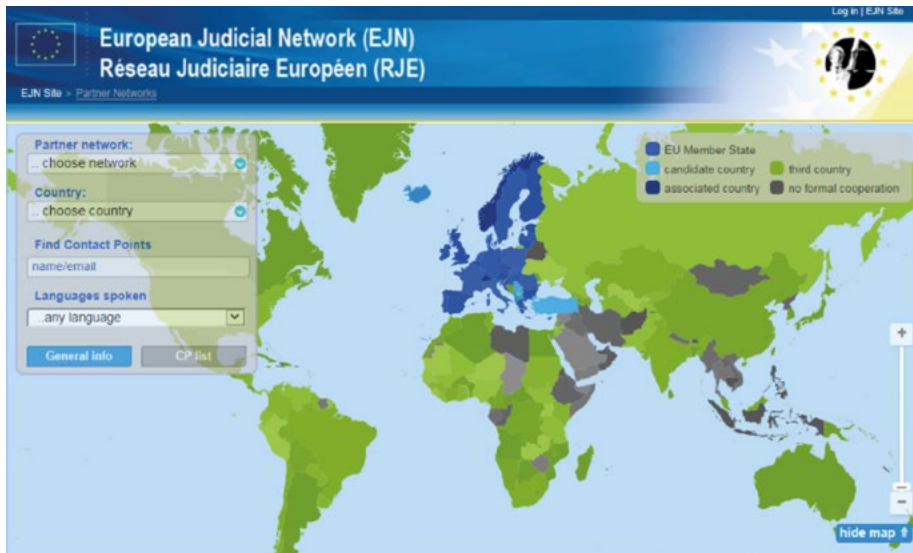 Log in | EJN Site
European Judicial Network (EJN)
Réseau Judiciaire Européen (RJE)
EJN Site > Partner Networks
Partner network:
.. choose network
Country:
.. choose country
Find Contact Points
name/email
Languages spoken
..any language
General info CP list
EU Member State
candidate country third country
associated country no formal cooperation
+
−
hide map ⇑